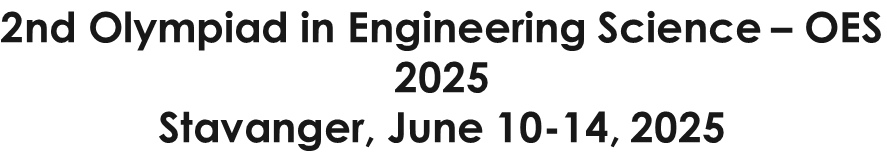 2nd Olympiad in Engineering Science – OES
2025
Stavanger, June 10-14, 2025